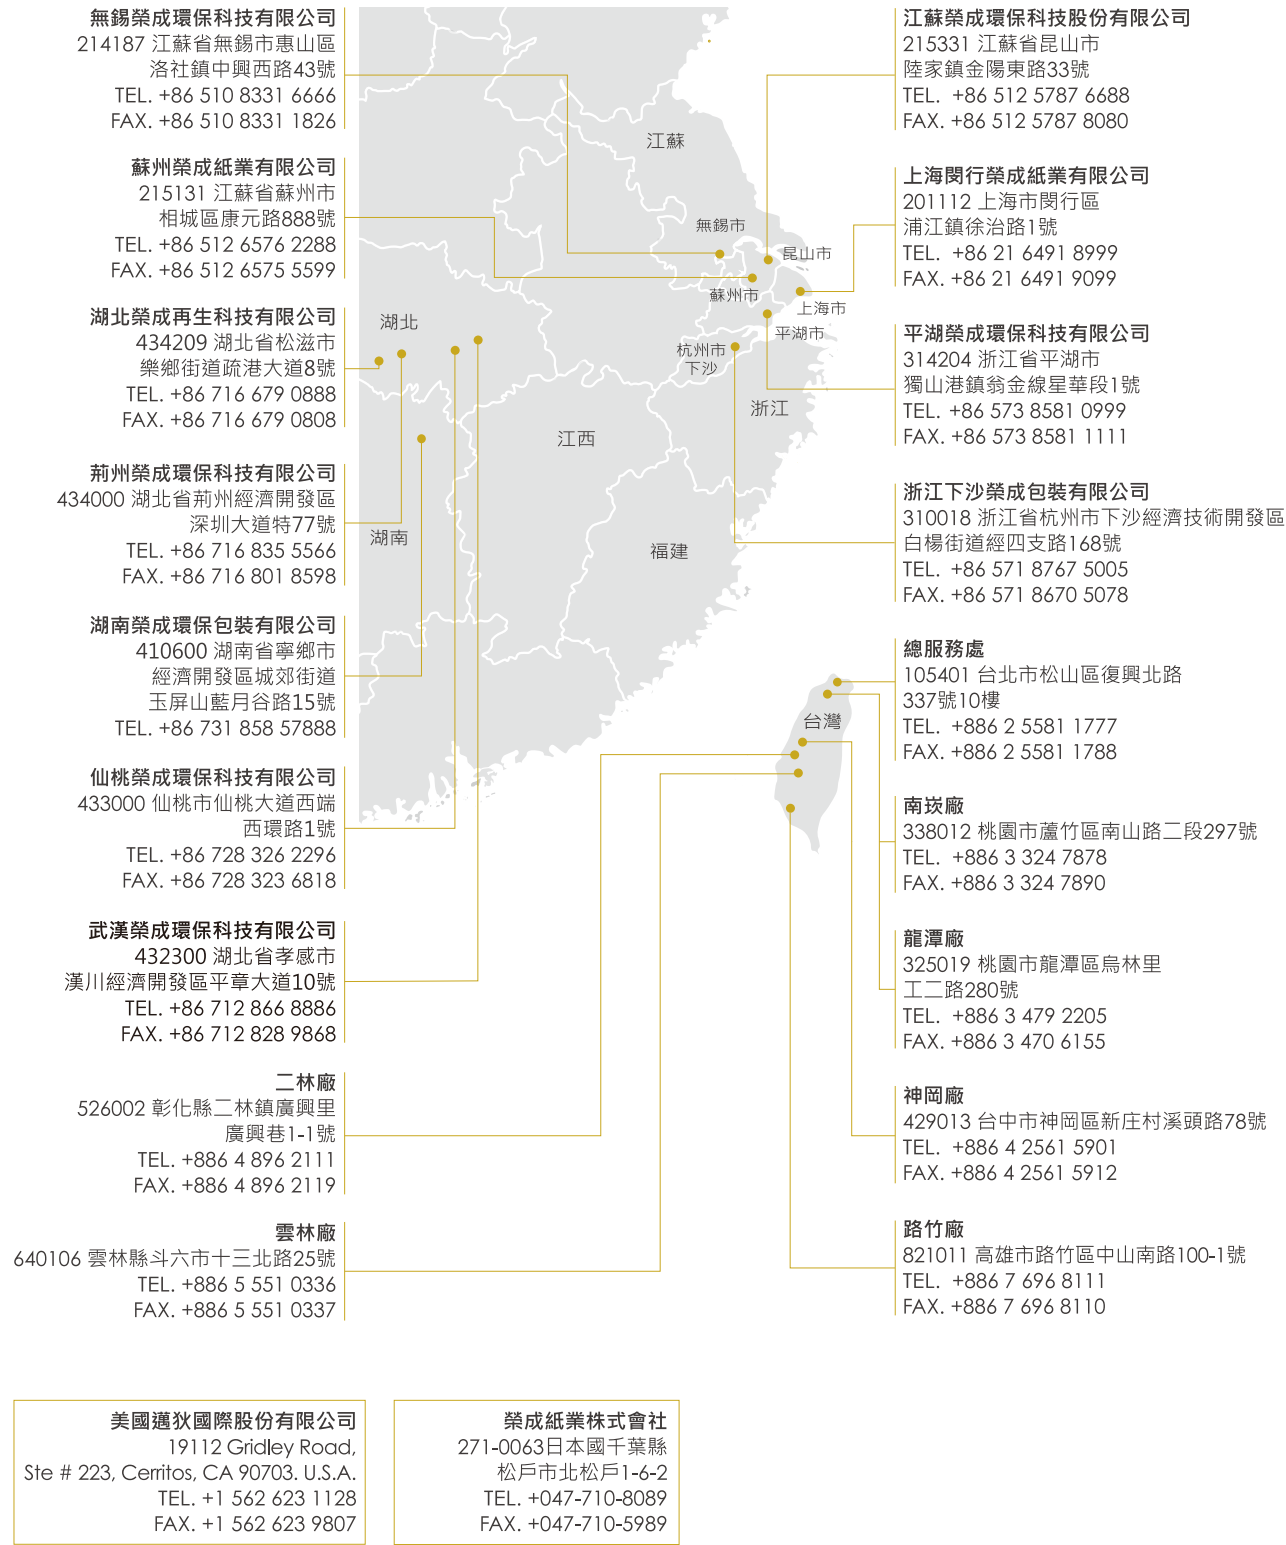 無錫榮成環保科技有限公司
214187 江蘇省無錫市惠山區
洛社鎮中興西路43號
TEL. +86 510 8331 6666
FAX. +86 510 8331 1826
蘇州榮成紙業有限公司
215131 江蘇省蘇州市
相城區康元路888號
TEL. +86 512 6576 2288
FAX. +86 512 6575 5599
湖北榮成再生科技有限公司
434209 湖北省松滋市
樂鄉街道疏港大道8號
TEL. +86 716 679 0888
FAX. +86 716 679 0808
荊州榮成環保科技有限公司
434000 湖北省荊州經濟開發區
深圳大道特77號
TEL. +86 716 835 5566
FAX. +86 716 801 8598
湖南榮成環保包裝有限公司
410600 湖南省寧鄉市
經濟開發區城郊街道
玉屏山藍月谷路15號
TEL. +86 731 858 57888
仙桃榮成環保科技有限公司
433000 仙桃市仙桃大道西端
西環路1號
TEL. +86 728 326 2296
FAX. +86 728 323 6818
武漢榮成環保科技有限公司
432300 湖北省孝感市
漢川經濟開發區平章大道10號
TEL. +86 712 866 8886
FAX. +86 712 828 9868
二林廠
526002 彰化縣二林鎮廣興里
廣興巷1-1號
TEL. +886 4 896 2111
FAX. +886 4 896 2119
雲林廠
640106 雲林縣斗六市十三北路25號
TEL. +886 5 551 0336
FAX. +886 5 551 0337
江蘇
無錫市
昆山市
蘇州市
上海市
平湖市
杭州市
下沙
湖北
浙江
江西
湖南
福建
台灣
江蘇榮成環保科技股份有限公司
215331 江蘇省昆山市
陸家鎮金陽東路33號
TEL. +86 512 5787 6688
FAX. +86 512 5787 8080
上海閔行榮成紙業有限公司
201112 上海市閔行區
浦江鎮徐治路1號
TEL. +86 21 6491 8999
FAX. +86 21 6491 9099
平湖榮成環保科技有限公司
314204 浙江省平湖市
獨山港鎮翁金線星華段1號
TEL. +86 573 8581 0999
FAX. +86 573 8581 1111
浙江下沙榮成包裝有限公司
310018 浙江省杭州市下沙經濟技術開發區
白楊街道經四支路168號
TEL. +86 571 8767 5005
FAX. +86 571 8670 5078
總服務處
105401 台北市松山區復興北路
337號10樓
TEL. +886 2 5581 1777
FAX. +886 2 5581 1788
南崁廠
338012 桃園市蘆竹區南山路二段297號
TEL. +886 3 324 7878
FAX. +886 3 324 7890
龍潭廠
325019 桃園市龍潭區烏林里
工二路280號
TEL. +886 3 479 2205
FAX. +886 3 470 6155
神岡廠
429013 台中市神岡區新庄村溪頭路78號
TEL. +886 4 2561 5901
FAX. +886 4 2561 5912
路竹廠
821011 高雄市路竹區中山南路100-1號
TEL. +886 7 696 8111
FAX. +886 7 696 8110
美國邁狄國際股份有限公司
19112 Gridley Road,
Ste # 223, Cerritos, CA 90703. U.S.A.
TEL. +1 562 623 1128
FAX. +1 562 623 9807
榮成紙業株式會社
271-0063日本國千葉縣
松戶市北松戶1-6-2
TEL. +047-710-8089
FAX. +047-710-5989